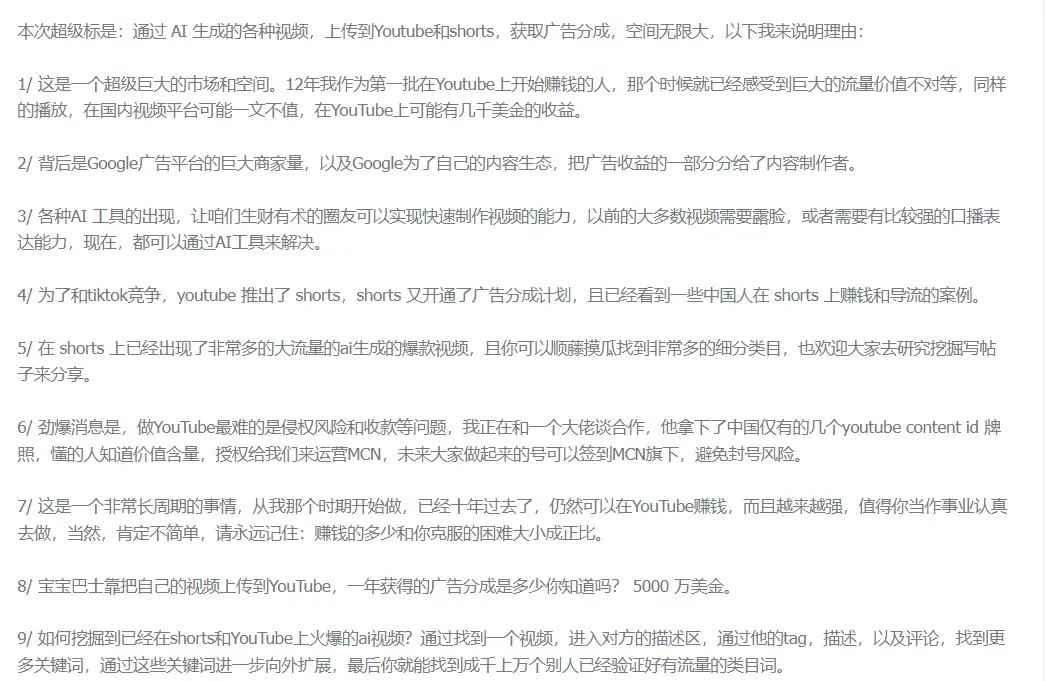 本次超级标是：通过 AI 生成的各种视频，上传到Youtube和shorts，获取广告分成，空间无限大，以下我来说明理由：
1/ 这是一个超级巨大的市场和空间。12年我作为第一批在Youtube上开始赚钱的人，那个时候就已经感受到巨大的流量价值不对等，同样
的播放，在国内视频平台可能一文不值，在YouTube上可能有几千美金的收益。
2/ 背后是Google广告平台的巨大商家量，以及Google为了自己的内容生态，把广告收益的一部分分给了内容制作者。
3/ 各种AI 工具的出现，让咱们生财有术的圈友可以实现快速制作视频的能力，以前的大多数视频需要露脸，或者需要有比较强的口播表
达能力，现在，都可以通过AI工具来解决。
4/ 为了和tiktok竞争，youtube 推出了 shorts，shorts 又开通了广告分成计划，且已经看到一些中国人在 shorts 上赚钱和导流的案例。
5/ 在 shorts 上已经出现了非常多的大流量的ai生成的爆款视频，且你可以顺藤摸瓜找到非常多的细分类目，也欢迎大家去研究挖掘写帖
子来分享。
6/ 劲爆消息是，做YouTube最难的是侵权风险和收款等问题，我正在和一个大佬谈合作，他拿下了中国仅有的几个youtube content id 牌
照，懂的人知道价值含量，授权给我们来运营MCN，未来大家做起来的号可以签到MCN旗下，避免封号风险。
7/ 这是一个非常长周期的事情，从我那个时期开始做，已经十年过去了，仍然可以在YouTube赚钱，而且越来越强，值得你当作事业认真
去做，当然，肯定不简单，请永远记住：赚钱的多少和你克服的困难大小成正比。
8/ 宝宝巴士靠把自己的视频上传到YouTube，一年获得的广告分成是多少你知道吗？ 5000 万美金。
9/ 如何挖掘到已经在shorts和YouTube上火爆的ai视频？通过找到一个视频，进入对方的描述区，通过他的tag，描述，以及评论，找到更
多关键词，通过这些关键词进一步向外扩展，最后你就能找到成千上万个别人已经验证好有流量的类目词。